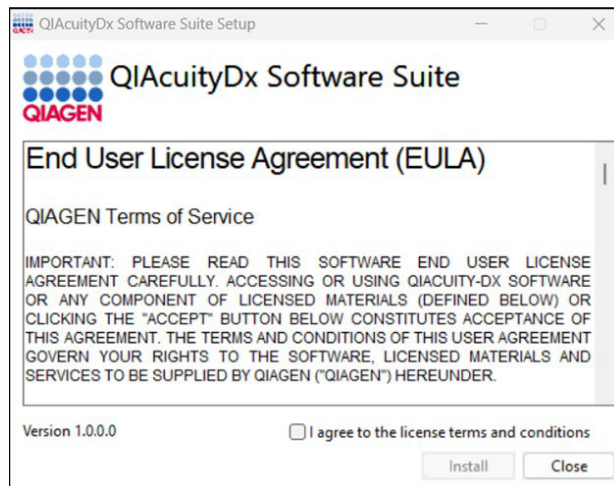 QIAcuityDx Software Suite Setup
QIAcuityDx Software Suite
QIAGEN
End User License Agreement (EULA)
QIAGEN Terms of Service
IMPORTANT: PLEASE READ THIS SOFTWARE END USER LICENSE
AGREEMENT CAREFULLY. ACCESSING OR USING QIACUITY-DX SOFTWARE
OR ANY COMPONENT OF LICENSED MATERIALS (DEFINED BELOW) OR
CLICKING THE "ACCEPT" BUTTON BELOW CONSTITUTES ACCEPTANCE OF
THIS AGREEMENT. THE TERMS AND CONDITIONS OF THIS USER AGREEMENT
GOVERN YOUR RIGHTS TO THE SOFTWARE, LICENSED MATERIALS AND
SERVICES TO BE SUPPLIED BY QIAGEN ("QIAGEN") HEREUNDER.
Version 1.0.0.0
I agree to the license terms and conditions
Install
Close